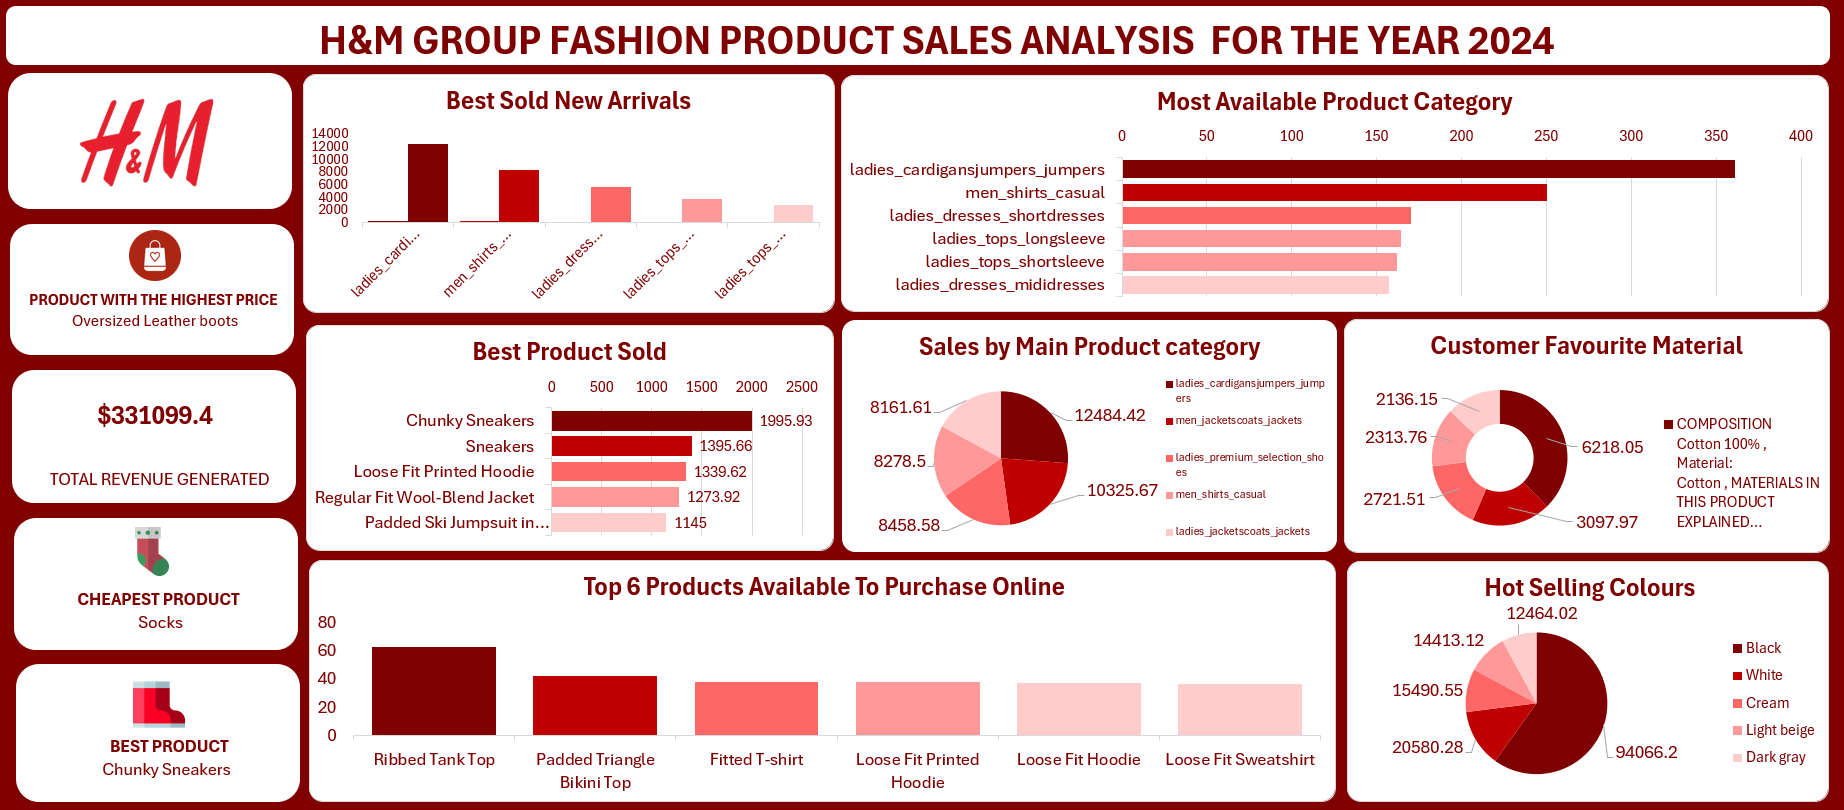 H&M GROUP FASHION PRODUCT SALES ANALYSIS FOR THE YEAR 2024
H&M
PRODUCT WITH THE HIGHEST PRICE
Oversized Leather boots
$331099.4
TOTAL REVENUE GENERATED
CHEAPEST PRODUCT
Socks
BEST PRODUCT
Chunky Sneakers
Best Sold New Arrivals
14000
12000
10000
8000
6000
4000
2000
0
ladies_cardi...
men_shirts_...
ladies_dress...
ladies_tops_...
ladies_tops_...
Most Available Product Category
0 50 100 150 200 250 300 350 400
ladies_cardigansjumpers_jumpers
men_shirts_casual
ladies_dresses_shortdresses
ladies_tops_longsleeve
ladies_tops_shortsleeve
ladies_dresses_mididresses
Best Product Sold
0 500 1000 1500 2000 2500
Chunky Sneakers 1995.93
Sneakers 1395.66
Loose Fit Printed Hoodie 1339.62
Regular Fit Wool-Blend Jacket 1273.92
Padded Ski Jumpsuit in... 1145
Sales by Main Product category
8161.61
12484.42
8278.5
10325.67
8458.58
ladies_cardigansjumpers_jump
ers
men_jacketscoats_jackets
ladies_premium_selection_sho
es
men_shirts_casual
ladies_jacketscoats_jackets
Customer Favourite Material
2136.15
2313.76
6218.05
2721.51
3097.97
COMPOSITION
Cotton 100% ,
Material:
Cotton , MATERIALS IN
THIS PRODUCT
EXPLAINED...
Top 6 Products Available To Purchase Online
80
60
40
20
0
Ribbed Tank Top
Padded Triangle
Bikini Top
Fitted T-shirt
Loose Fit Printed
Hoodie
Loose Fit Hoodie
Loose Fit Sweatshirt
Hot Selling Colours
12464.02
14413.12
15490.55
20580.28
94066.2
Black
White
Cream
Light beige
Dark gray